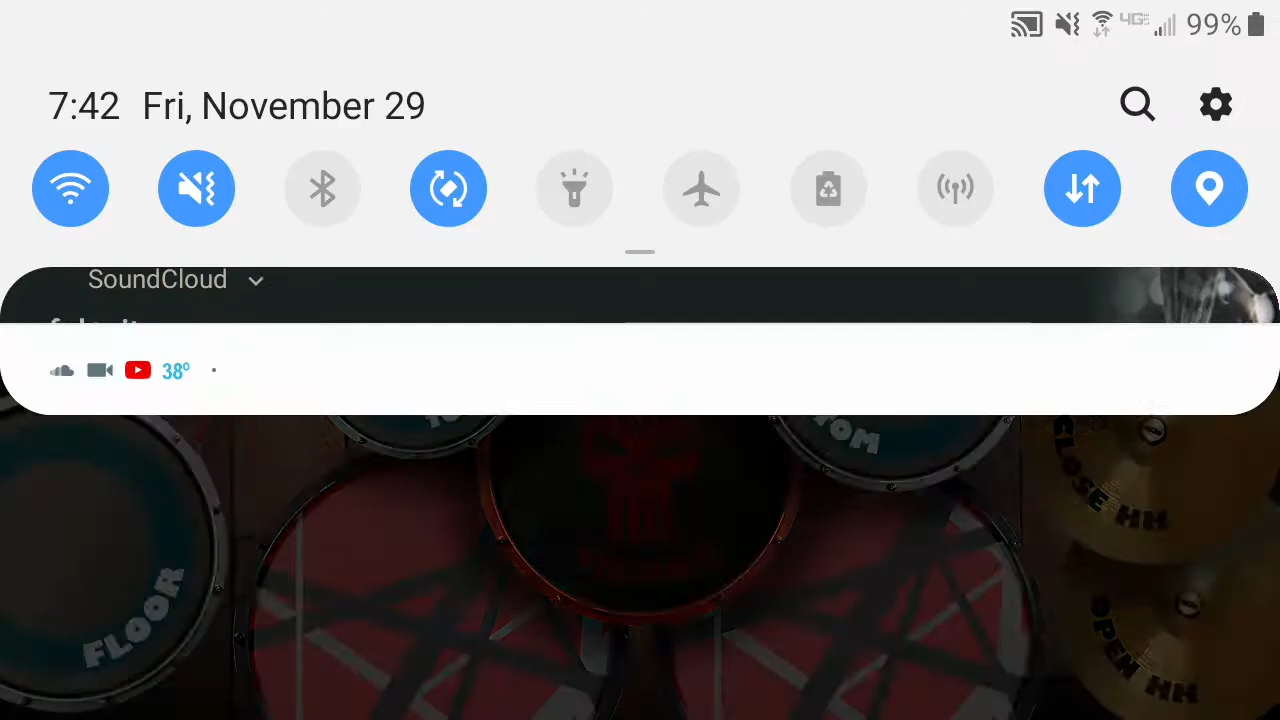 4G 99%
7:42 Fri, November 29
SoundCloud
38°
TOM
CLOSE HH
FLOOR
OPEN HH